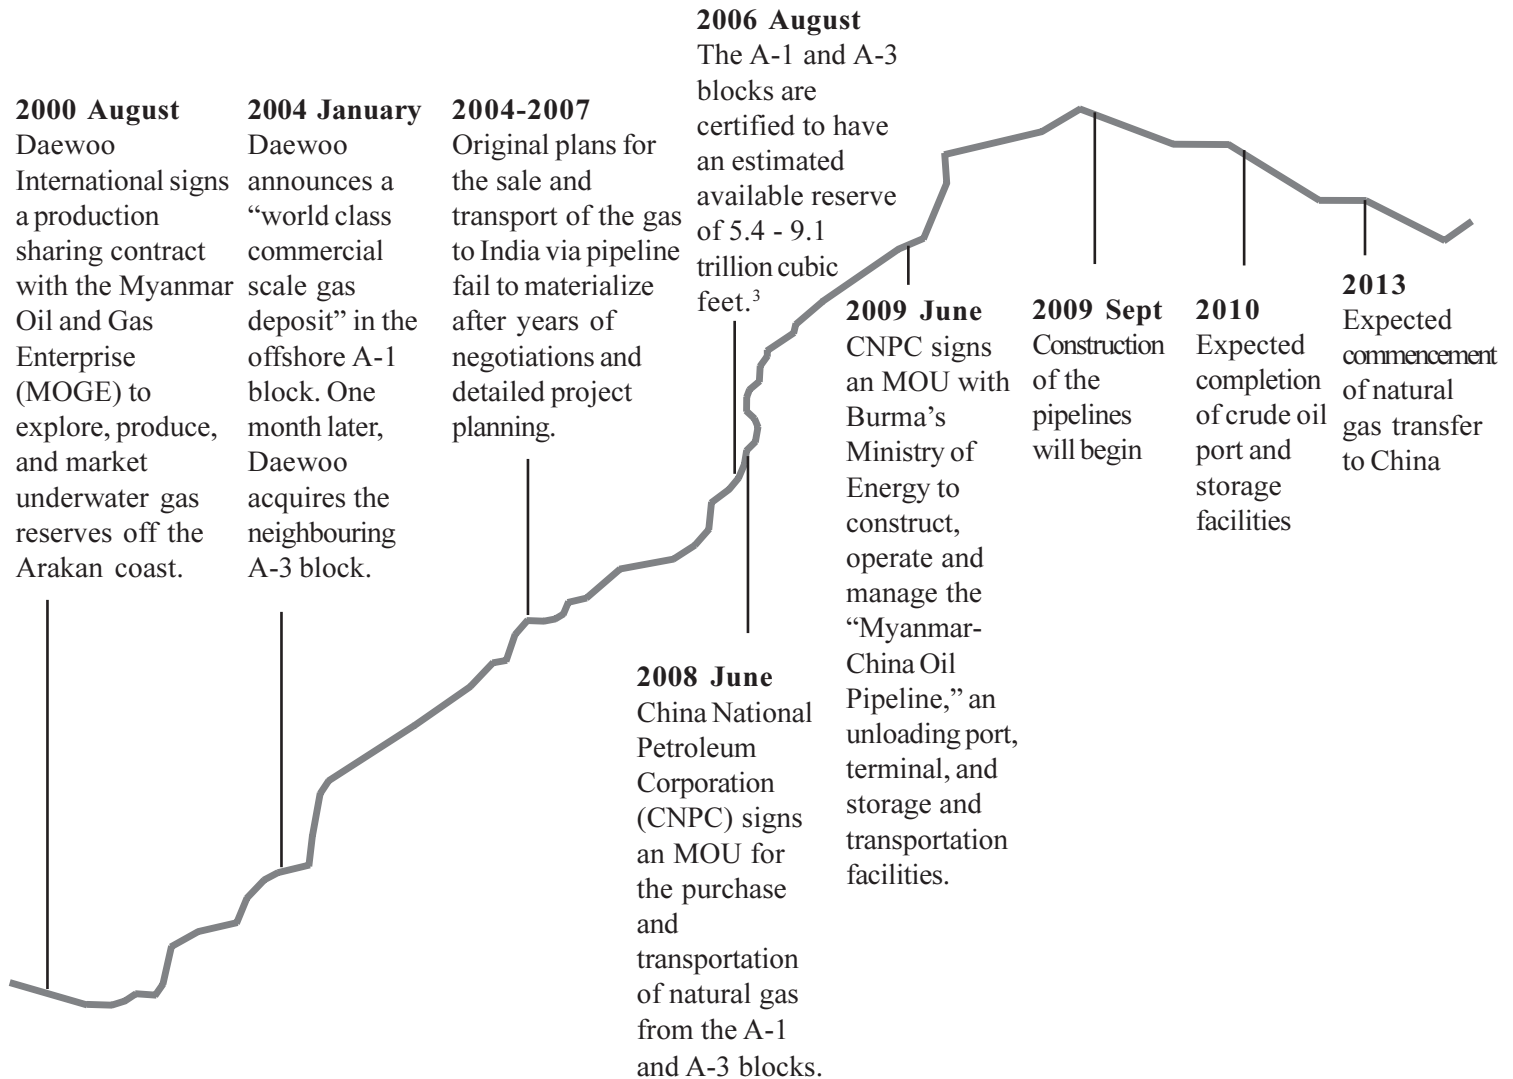 2000 August
Daewoo
International signs
a production
sharing contract
with the Myanmar
Oil and Gas
Enterprise
(MOGE) to
explore, produce,
and market
underwater gas
reserves off the
Arakan coast.
2004 January
Daewoo
announces a
“world class
commercial
scale gas
deposit” in the
offshore A-1
block. One
month later,
Daewoo
acquires the
neighbouring
A-3 block.
2004-2007
Original plans for
the sale and
transport of the gas
to India via pipeline
fail to materialize
after years of
negotiations and
detailed project
planning.
2006 August
The A-1 and A-3
blocks are
certified to have
an estimated
available reserve
of 5.4 - 9.1
trillion cubic
feet.³
2008 June
China National
Petroleum
Corporation
(CNPC) signs
an MOU for
the purchase
and
transportation
of natural gas
from the A-1
and A-3 blocks.
2009 June
CNPC signs
an MOU with
Burma’s
Ministry of
Energy to
construct,
operate and
manage the
“Myanmar-
China Oil
Pipeline,” an
unloading port,
terminal, and
storage and
transportation
facilities.
2009 Sept
Construction
of the
pipelines
will begin
2010
Expected
completion
of crude oil
port and
storage
facilities
2013
Expected
commencement
of natural
gas transfer
to China